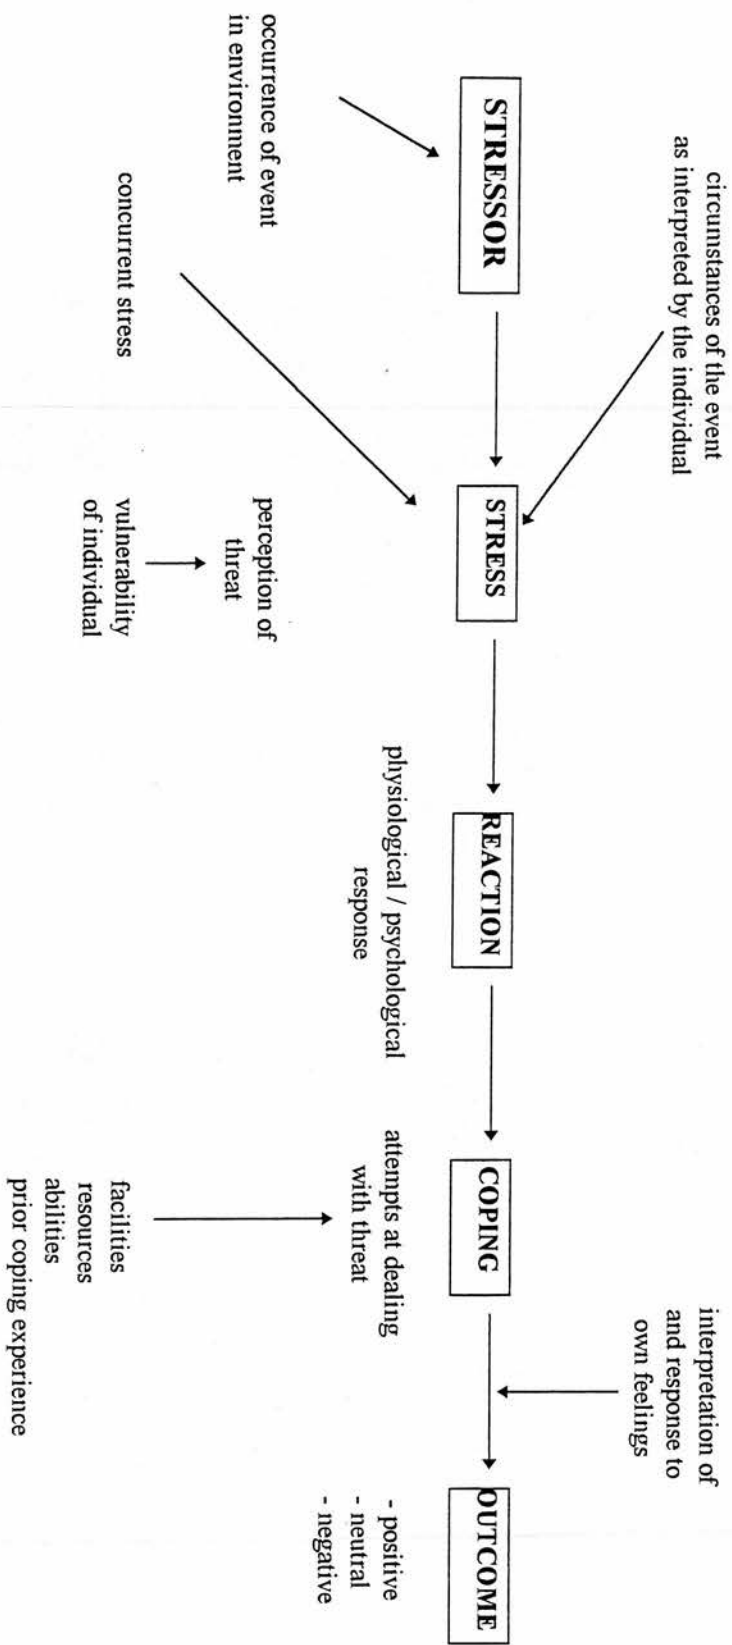 circumstances of the event
as interpreted by the individual
interpretation of
and response to
own feelings
STRESSOR
STRESS
REACTION
COPING
OUTCOME
occurrence of event
in environment
concurrent stress
perception of
threat
vulnerability
of individual
physiological / psychological
response
attempts at dealing
with threat
facilities
resources
abilities
prior coping experience
- positive
- neutral
- negative